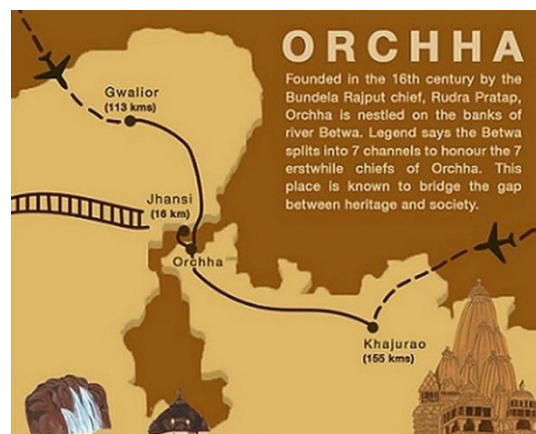 ORCHHA
Founded in the 16th century by the
Bundela Rajput chief, Rudra Pratap,
Orchha is nestled on the banks of
river Betwa. Legend says the Betwa
splits into 7 channels to honour the 7
erstwhile chiefs of Orchha. This
place is known to bridge the gap
between heritage and society.
Gwalior
(113 kms)
Jhansi
(16 km)
Orchha
Khajurao
(155 kms)